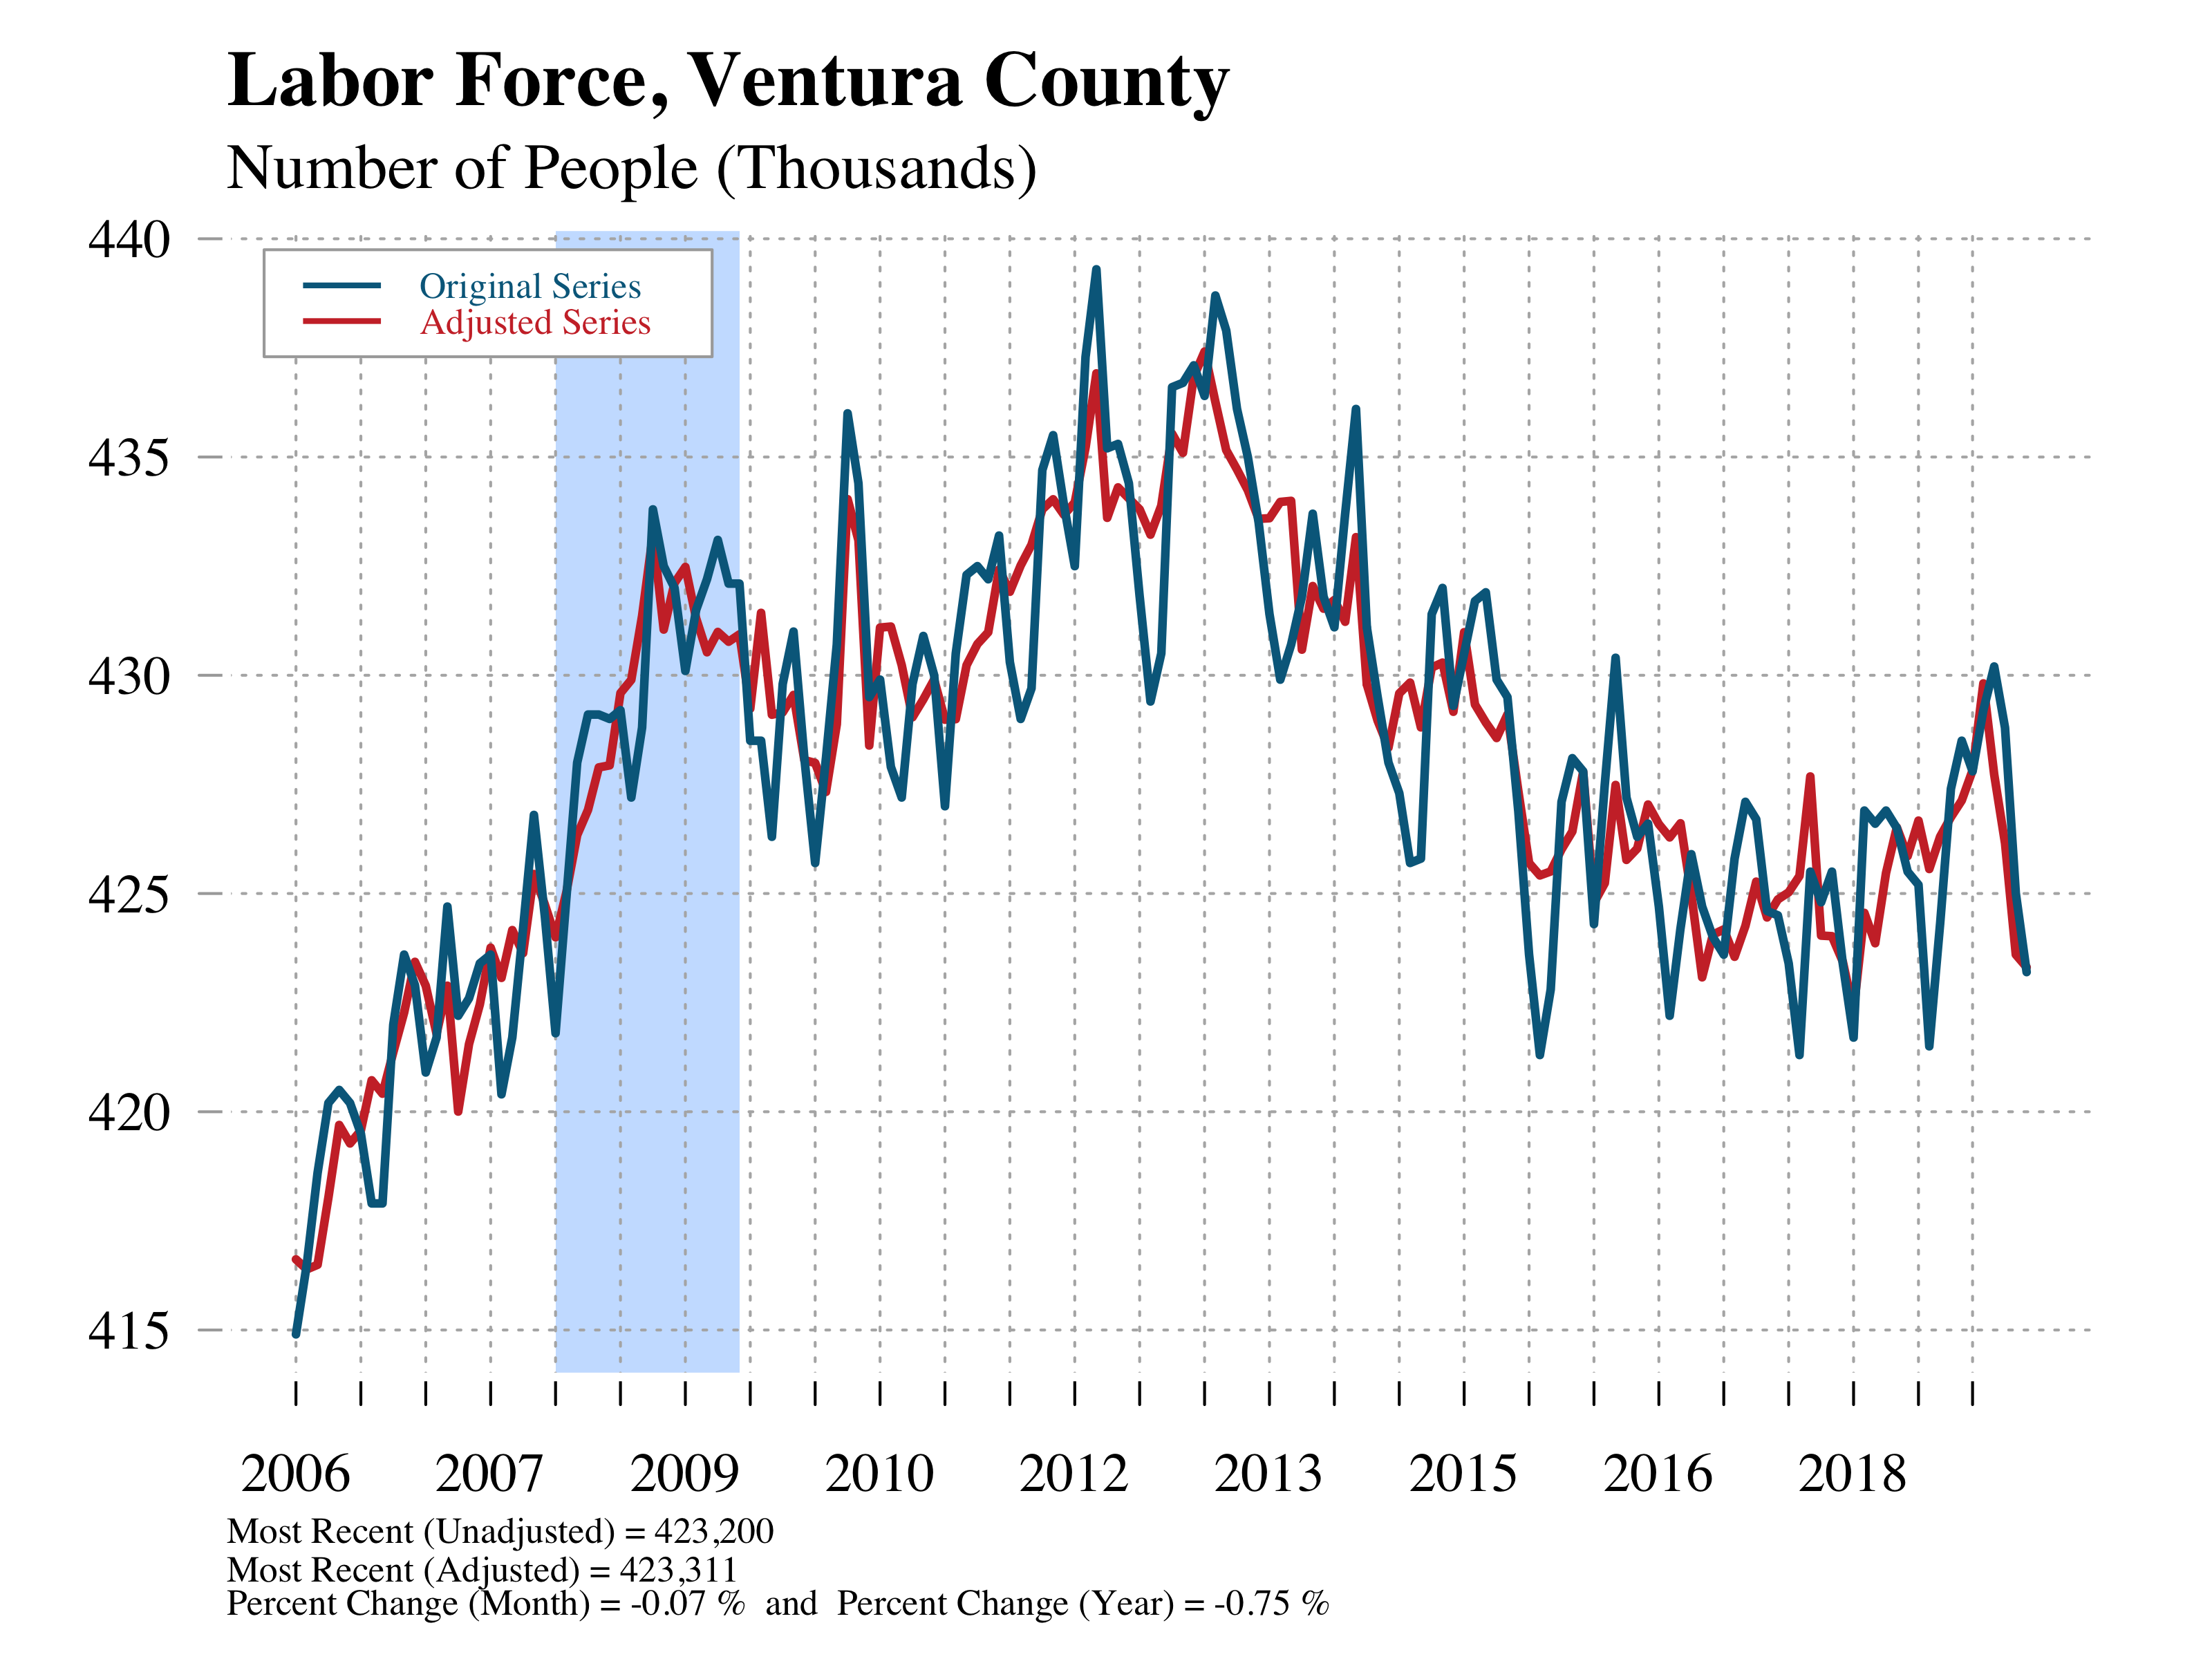 Labor Force, Ventura County
Number of People (Thousands)
440
Original Series
Adjusted Series
435
430
425
420
415
2006 2007 2009 2010 2012 2013 2015 2016 2018
Most Recent (Unadjusted) = 423,200
Most Recent (Adjusted) = 423,311
Percent Change (Month) = -0.07 % and Percent Change (Year) = -0.75 %